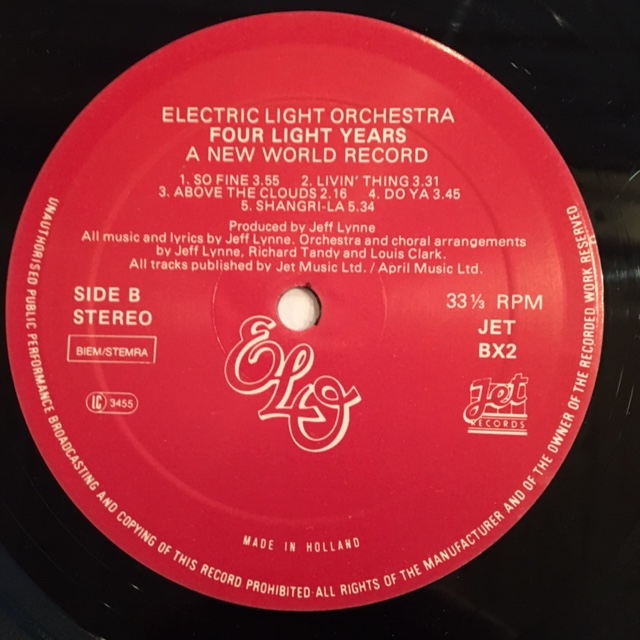 ELECTRIC LIGHT ORCHESTRA
FOUR LIGHT YEARS
A NEW WORLD RECORD
1. SO FINE 3.55 2. LIVIN' THING 3.31
3. ABOVE THE CLOUDS 2.16 4. DO YA 3.45
5. SHANGRI-LA 5.34
Produced by Jeff Lynne
All music and lyrics by Jeff Lynne. Orchestra and choral arrangements
by Jeff Lynne, Richard Tandy and Louis Clark.
All tracks published by Jet Music Ltd. / April Music Ltd.
SIDE B
STEREO
BIEM/STEMRA
LC 3455
33⅓ RPM
JET
BX2
ELO
Jet
RECORDS
MADE IN HOLLAND
UNAUTHORISED PUBLIC PERFORMANCE BROADCASTING AND COPYING OF THIS RECORD PROHIBITED·ALL RIGHTS OF THE MANUFACTURER AND OF THE OWNER OF THE RECORDED WORK RESERVED